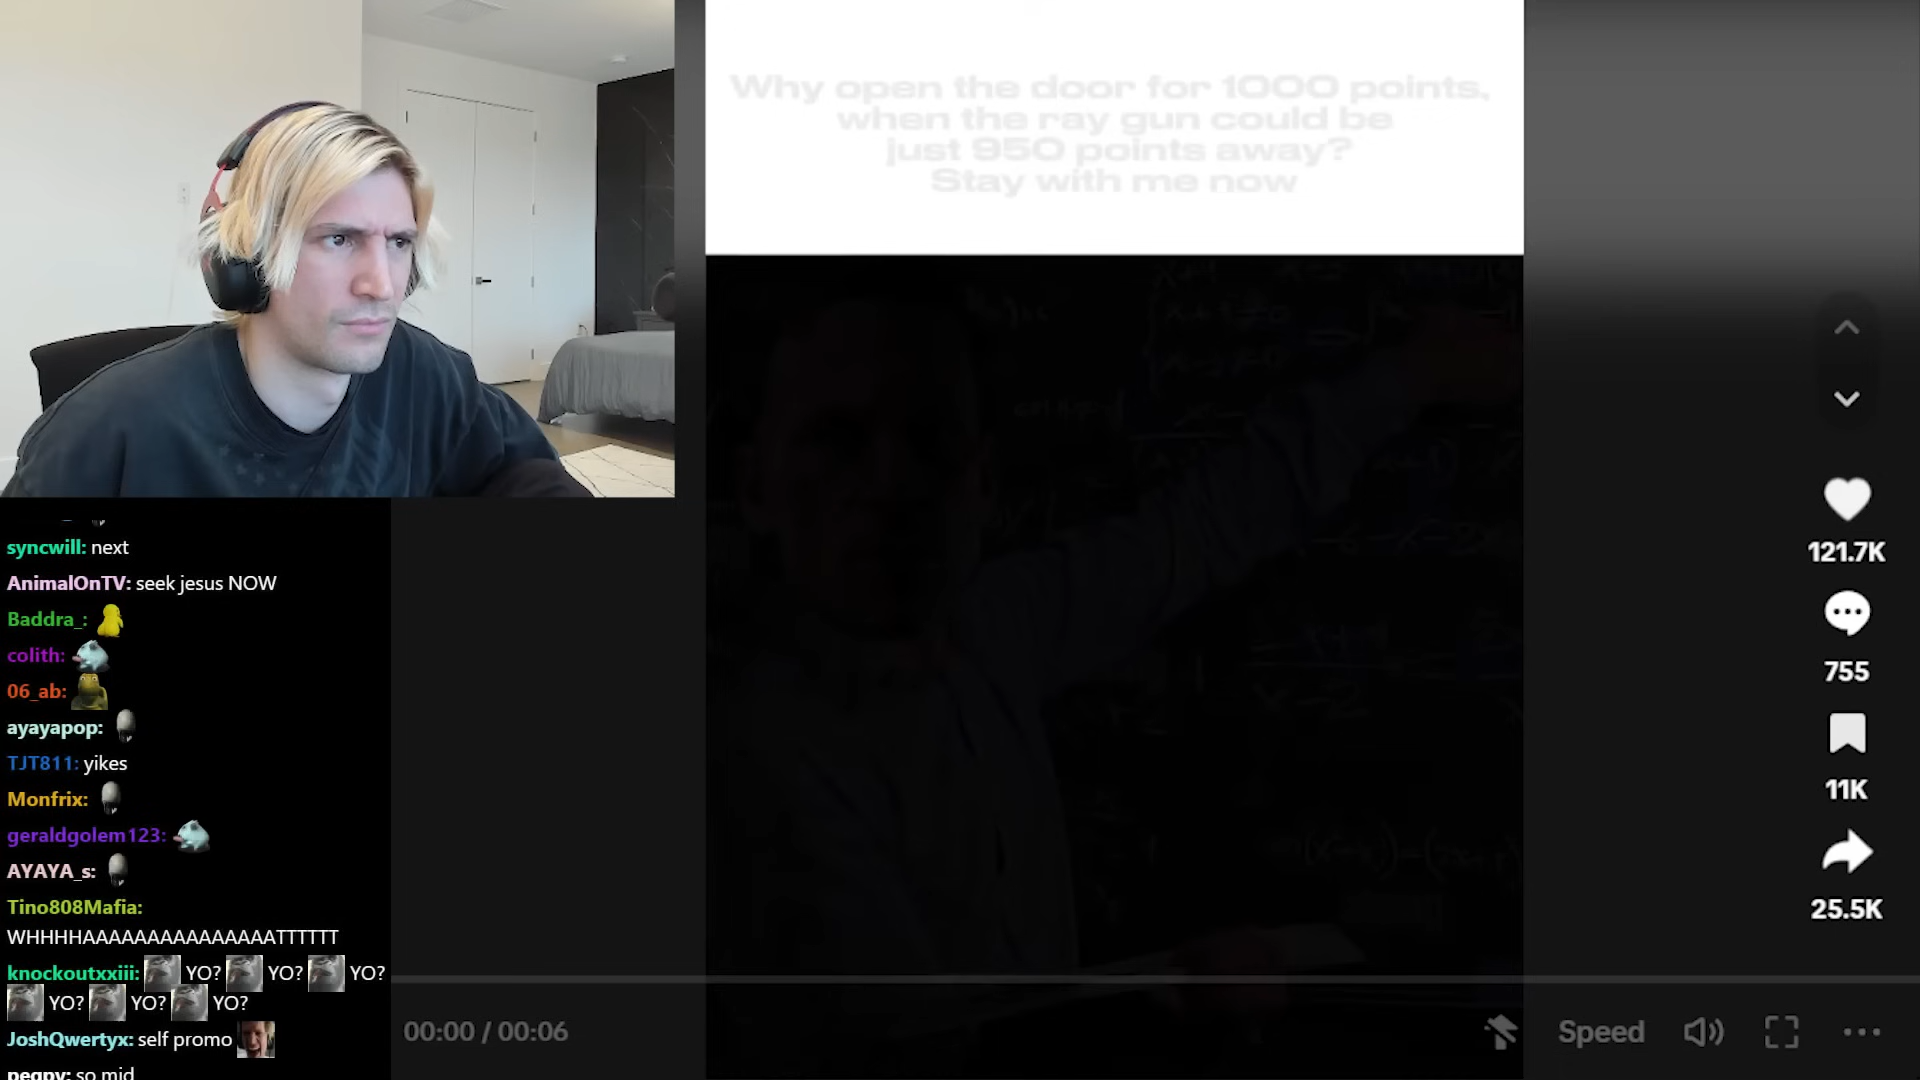 Why open the door for 1000 points,
when the ray gun could be
just 950 points away?
Stay with me now
syncwill: next
AnimalOnTV: seek jesus NOW
Baddra_:
colith:
06_ab:
ayayapop:
TJT811: yikes
Monfrix:
geraldgolem123:
AYAYA_s:
Tino808Mafia:
WHHHHAAAAAAAAAAAAAAATTTTTT
knockoutxxiii: YO? YO? YO?
YO? YO? YO?
JoshQwertyx: self promo
pegpy: so mid
121.7K
755
11K
25.5K
00:00 / 00:06
Speed